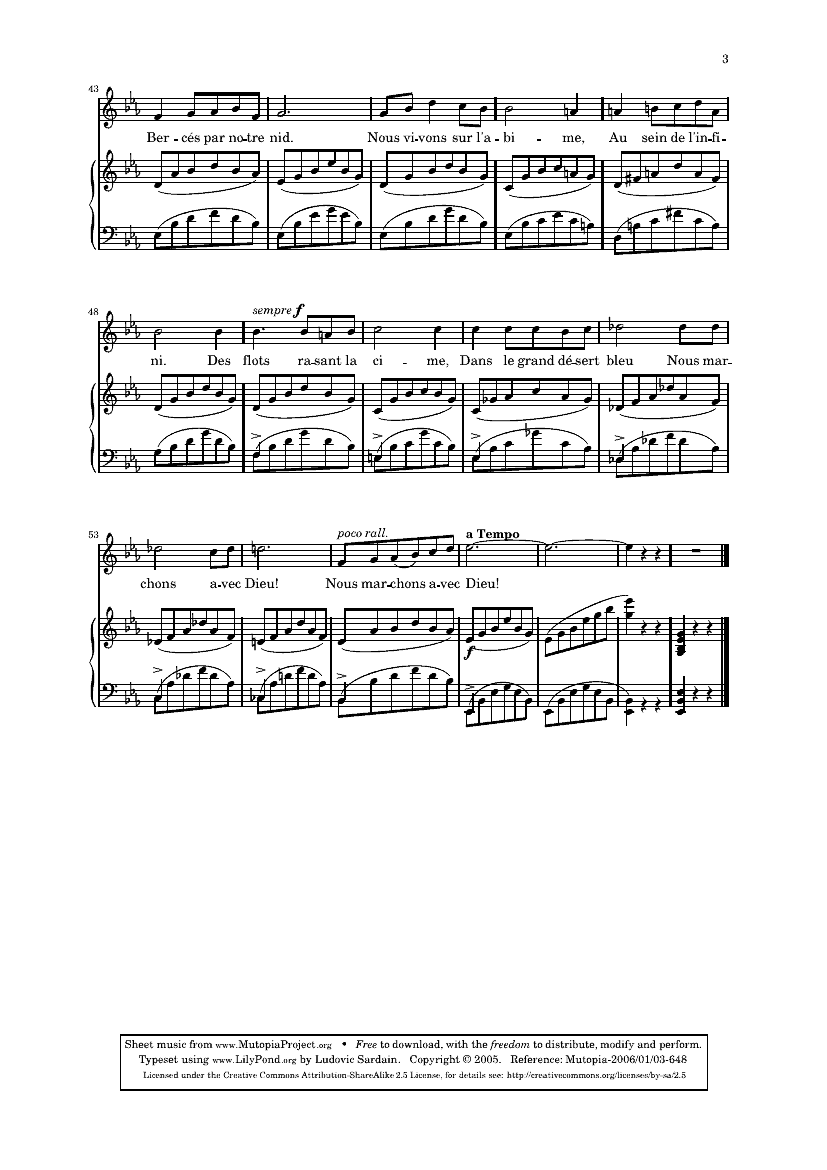 3
43
Ber - cés par no-tre nid. Nous vi-vons sur l'a - bi - me, Au sein de l'in-fi-
48
sempre f
ni. Des flots ra-sant la ci - me, Dans le grand dé-sert bleu Nous mar-
53
poco rall. a Tempo
chons a-vec Dieu! Nous mar-chons a-vec Dieu!
f
Sheet music from www.MutopiaProject.org • Free to download, with the freedom to distribute, modify and perform.
Typeset using www.LilyPond.org by Ludovic Sardain. Copyright © 2005. Reference: Mutopia-2006/01/03-648
Licensed under the Creative Commons Attribution-ShareAlike 2.5 License, for details see: http://creativecommons.org/licenses/by-sa/2.5